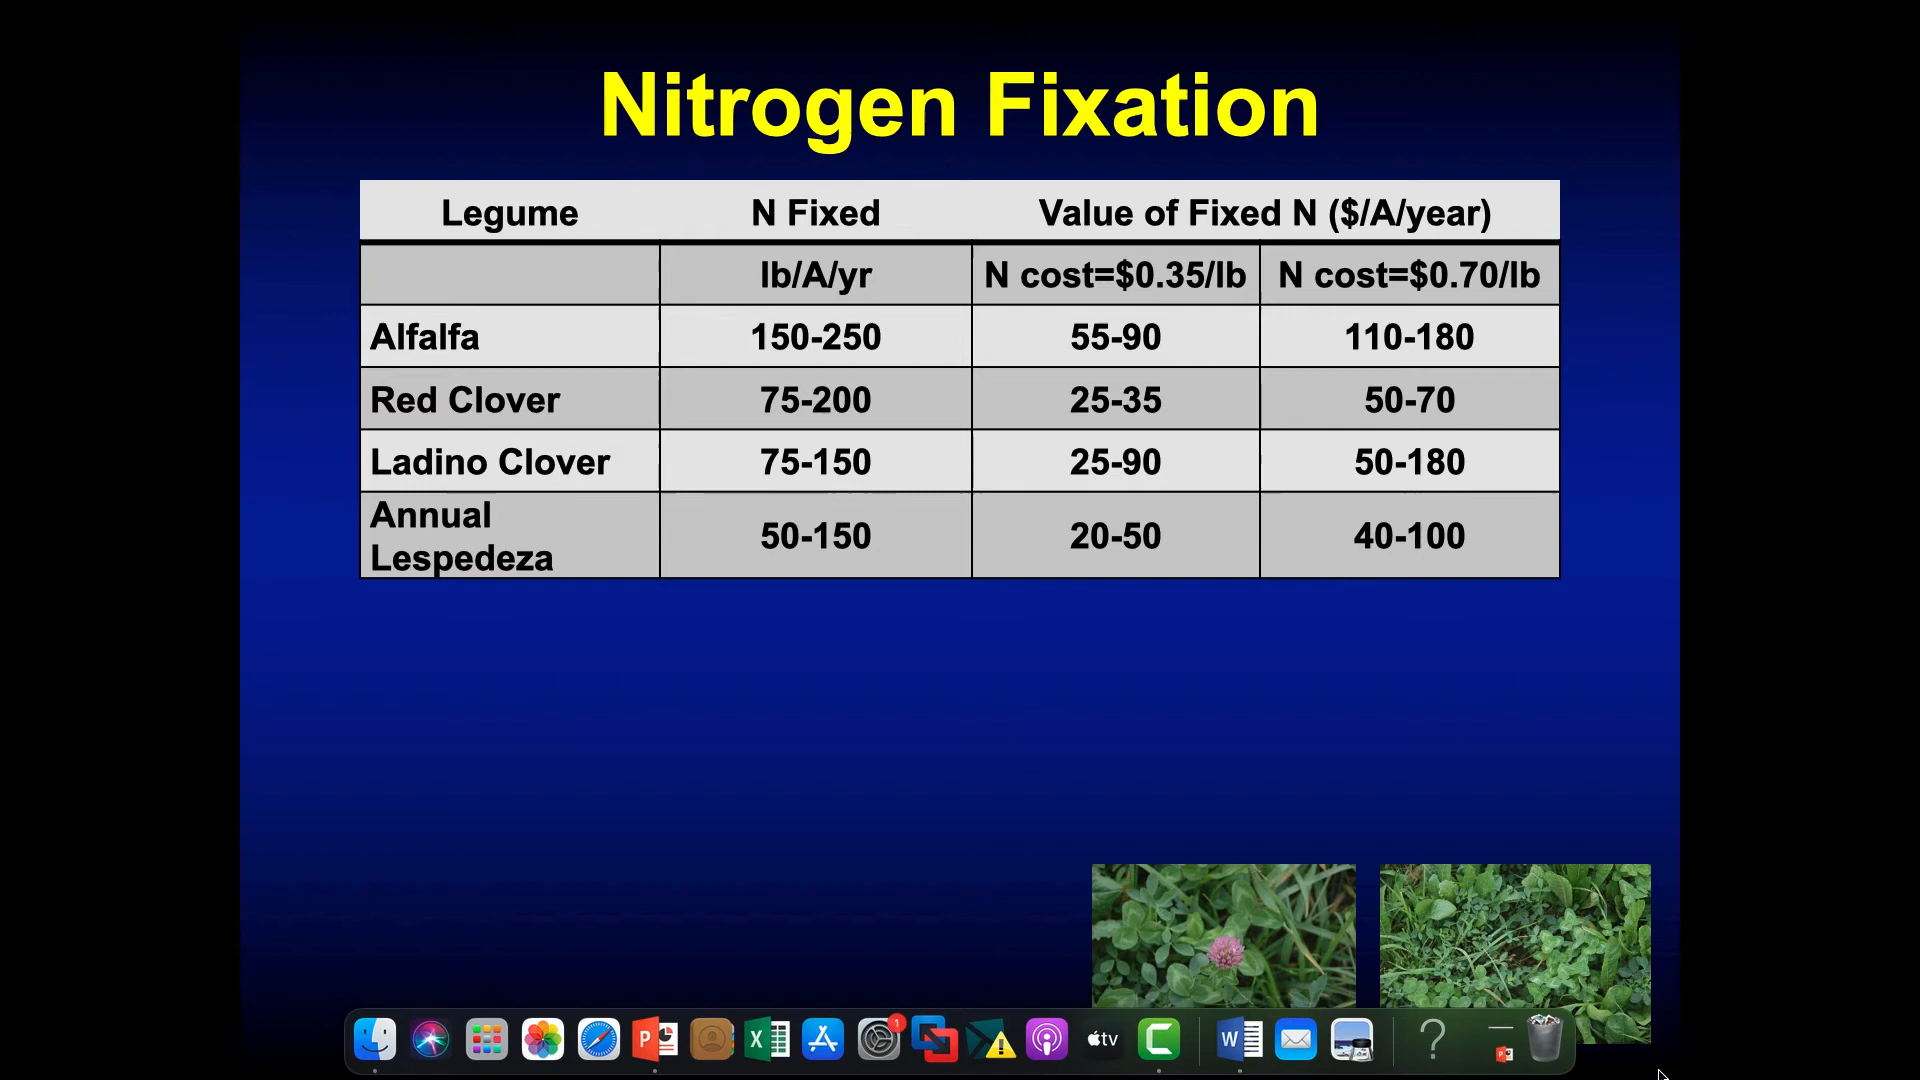 Nitrogen Fixation
Legume N Fixed Value of Fixed N ($/A/year)
lb/A/yr N cost=$0.35/lb N cost=$0.70/lb
Alfalfa 150-250 55-90 110-180
Red Clover 75-200 25-35 50-70
Ladino Clover 75-150 25-90 50-180
Annual
Lespedeza 50-150 20-50 40-100
1
tv